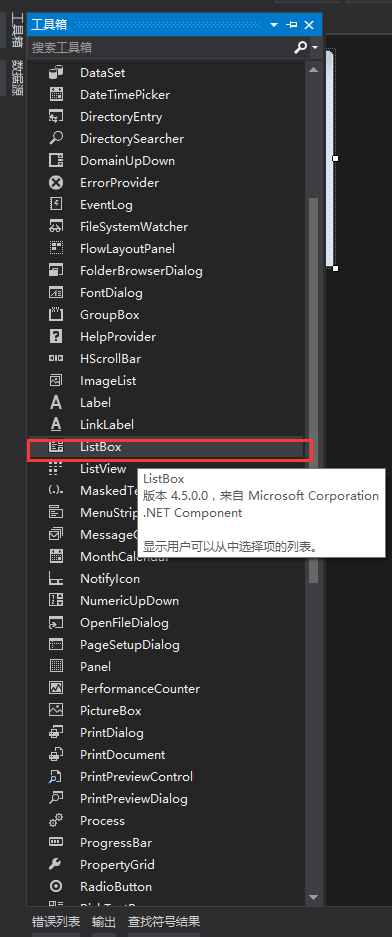 工具箱
数据源
工具箱
搜索工具箱
DataSet
DateTimePicker
DirectoryEntry
DirectorySearcher
DomainUpDown
ErrorProvider
EventLog
FileSystemWatcher
FlowLayoutPanel
FolderBrowserDialog
FontDialog
GroupBox
HelpProvider
HScrollBar
ImageList
Label
LinkLabel
ListBox
ListView
MaskedTe
MenuStrip
MessageQ
MonthCalendar
NotifyIcon
NumericUpDown
OpenFileDialog
PageSetupDialog
Panel
PerformanceCounter
PictureBox
PrintDialog
PrintDocument
PrintPreviewControl
PrintPreviewDialog
Process
ProgressBar
PropertyGrid
RadioButton
ListBox
版本 4.5.0.0，来自 Microsoft Corporation
.NET Component
显示用户可以从中选择项的列表。
错误列表 输出 查找符号结果